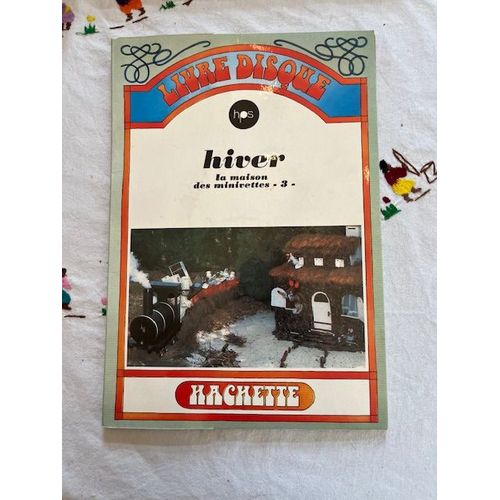 LIVRE DISQUE
hps
hiver
la maison
des minivettes - 3 -
HACHETTE